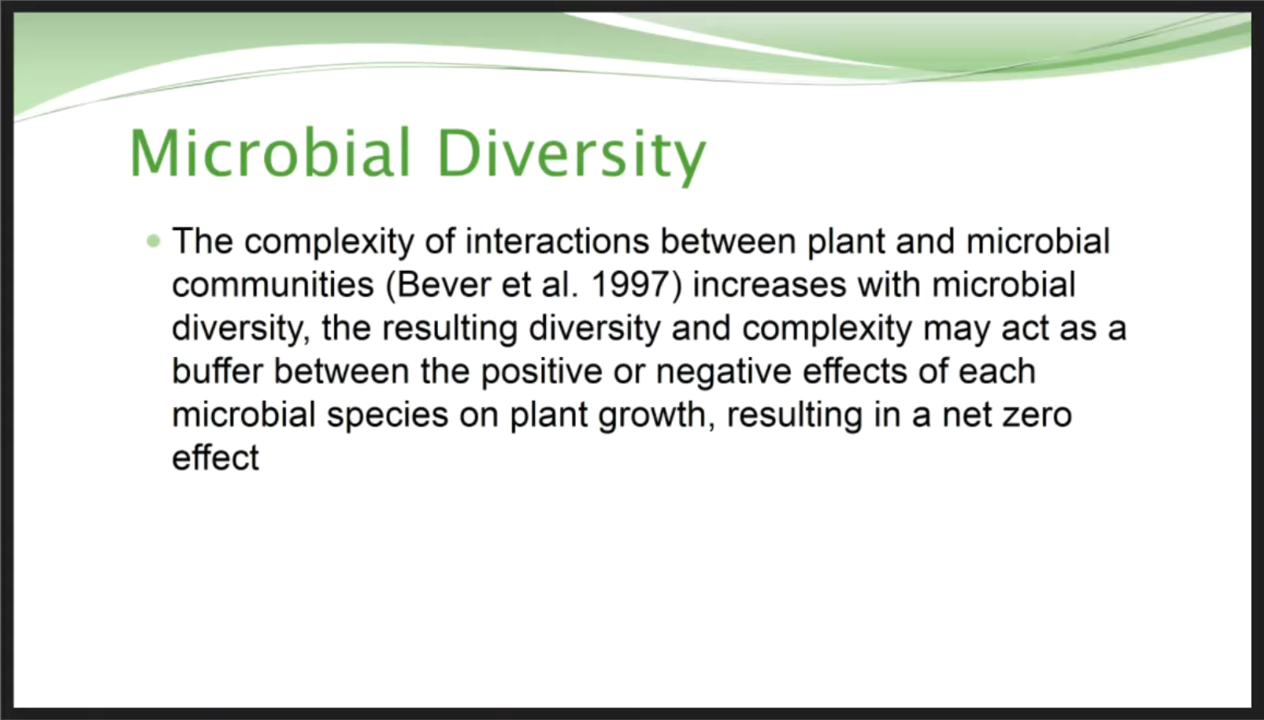 Microbial Diversity
The complexity of interactions between plant and microbial
communities (Bever et al. 1997) increases with microbial
diversity, the resulting diversity and complexity may act as a
buffer between the positive or negative effects of each
microbial species on plant growth, resulting in a net zero
effect